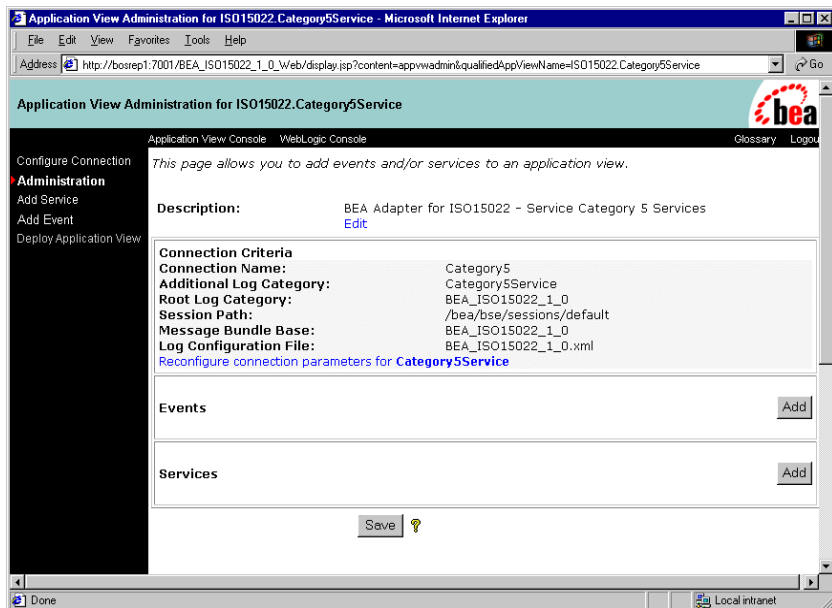 Application View Administration for ISO15022.Category5Service - Microsoft Internet Explorer
File Edit View Favorites Tools Help
Address http://bosrep1:7001/BEA_ISO15022_1_0_Web/display.jsp?content=appvwadmin&qualifiedAppViewName=ISO15022.Category5Service Go
Application View Administration for ISO15022.Category5Service
bea
Application View Console WebLogic Console Glossary Logou
Configure Connection
Administration
Add Service
Add Event
Deploy Application View
This page allows you to add events and/or services to an application view.
Description: BEA Adapter for ISO15022 - Service Category 5 Services
Edit
Connection Criteria
Connection Name: Category5
Additional Log Category: Category5Service
Root Log Category: BEA_ISO15022_1_0
Session Path: /bea/bse/sessions/default
Message Bundle Base: BEA_ISO15022_1_0
Log Configuration File: BEA_ISO15022_1_0.xml
Reconfigure connection parameters for Category5Service
Events Add
Services Add
Save ?
Done Local intranet